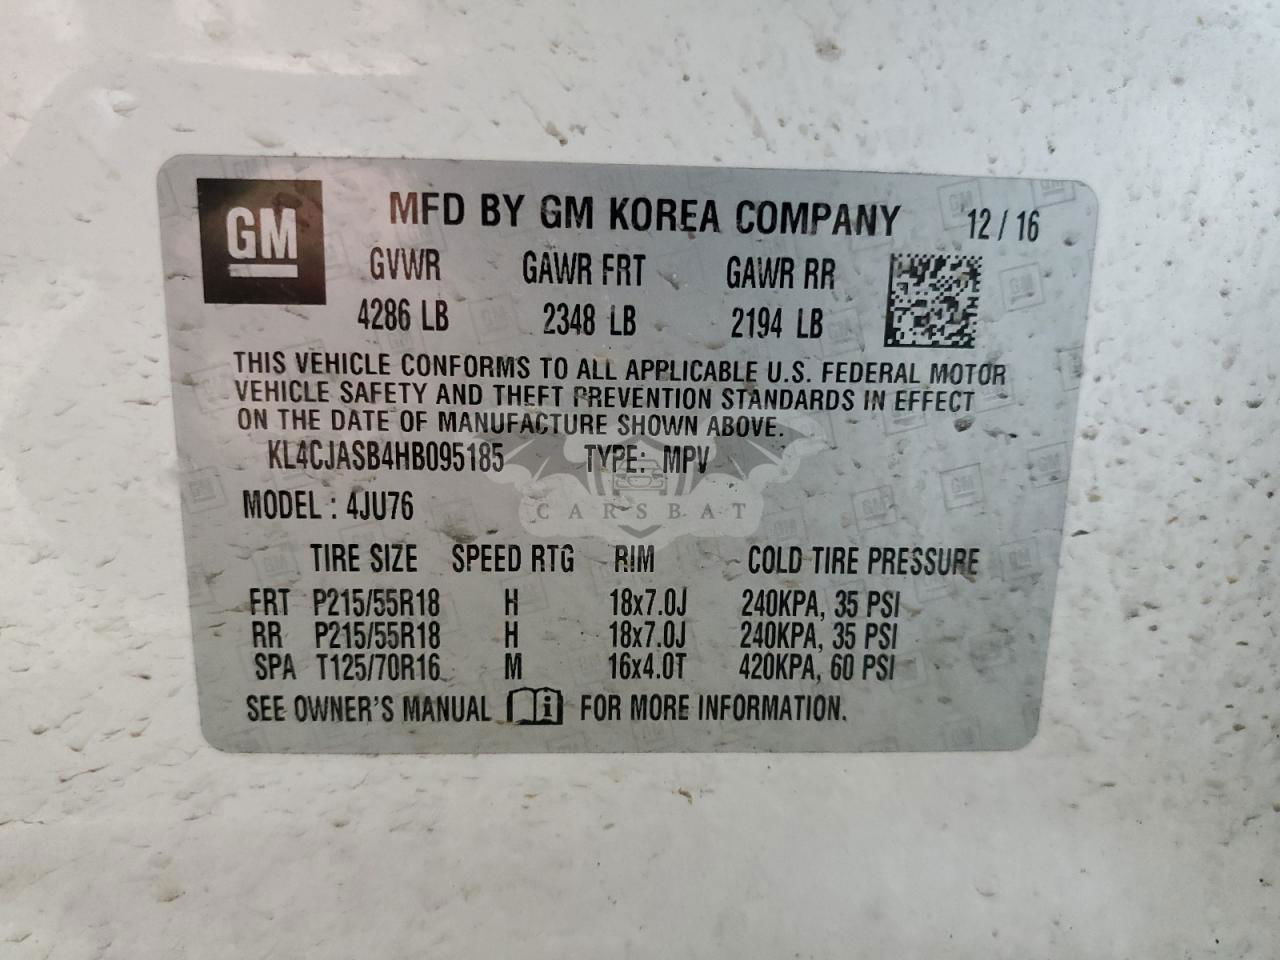 GM
MFD BY GM KOREA COMPANY 12/16
GVWR GAWR FRT GAWR RR
4286 LB 2348 LB 2194 LB
THIS VEHICLE CONFORMS TO ALL APPLICABLE U.S. FEDERAL MOTOR
VEHICLE SAFETY AND THEFT PREVENTION STANDARDS IN EFFECT
ON THE DATE OF MANUFACTURE SHOWN ABOVE.
KL4CJASB4HB095185 TYPE: MPV
CARSBAT
MODEL : 4JU76
TIRE SIZE SPEED RTG RIM COLD TIRE PRESSURE
FRT P215/55R18 H 18x7.0J 240KPA, 35 PSI
RR P215/55R18 H 18x7.0J 240KPA, 35 PSI
SPA T125/70R16 M 16x4.0T 420KPA, 60 PSI
SEE OWNER'S MANUAL i FOR MORE INFORMATION.